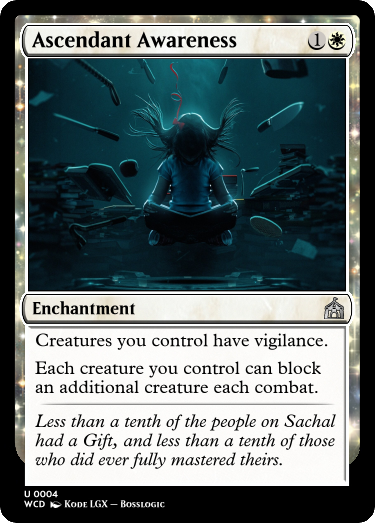 Ascendant Awareness 1
Enchantment
Creatures you control have vigilance.
Each creature you control can block
an additional creature each combat.
Less than a tenth of the people on Sachal
had a Gift, and less than a tenth of those
who did ever fully mastered theirs.
U 0004
WCD Kode LGX — Bosslogic